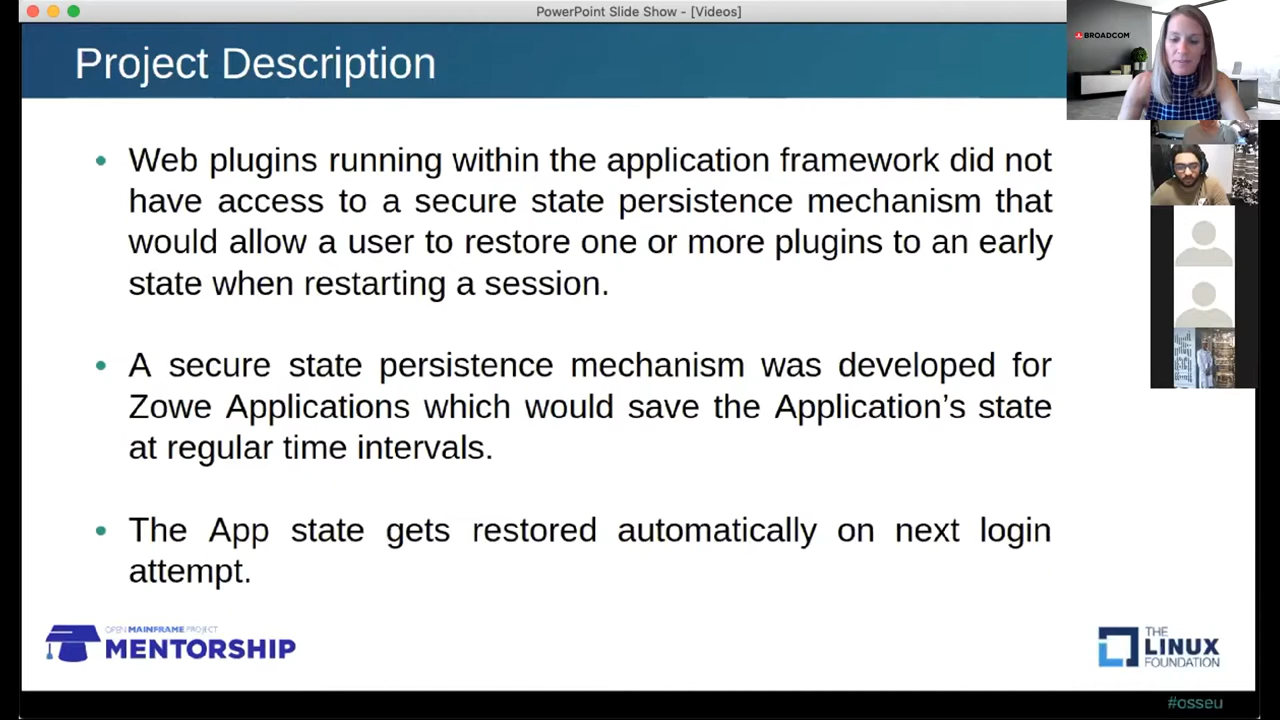 PowerPoint Slide Show - [Videos]
Project Description
BROADCOM
• Web plugins running within the application framework did not
have access to a secure state persistence mechanism that
would allow a user to restore one or more plugins to an early
state when restarting a session.
• A secure state persistence mechanism was developed for
Zowe Applications which would save the Application’s state
at regular time intervals.
• The App state gets restored automatically on next login
attempt.
OPEN MAINFRAME PROJECT
MENTORSHIP
THE
LINUX
FOUNDATION
IBM
#osseu